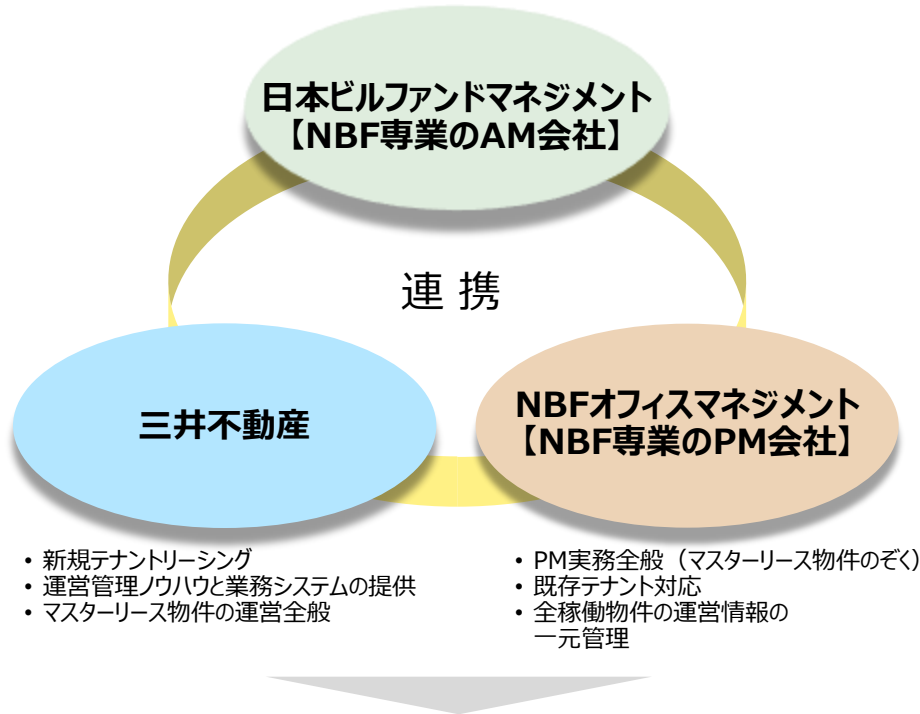 日本ビルファンドマネジメント
【NBF専業のAM会社】
連 携
三井不動産
NBFオフィスマネジメント
【NBF専業のPM会社】
• 新規テナントリーシング
• 運営管理ノウハウと業務システムの提供
• マスターリース物件の運営全般
• PM実務全般（マスターリース物件のぞく）
• 既存テナント対応
• 全稼働物件の運営情報の
一元管理